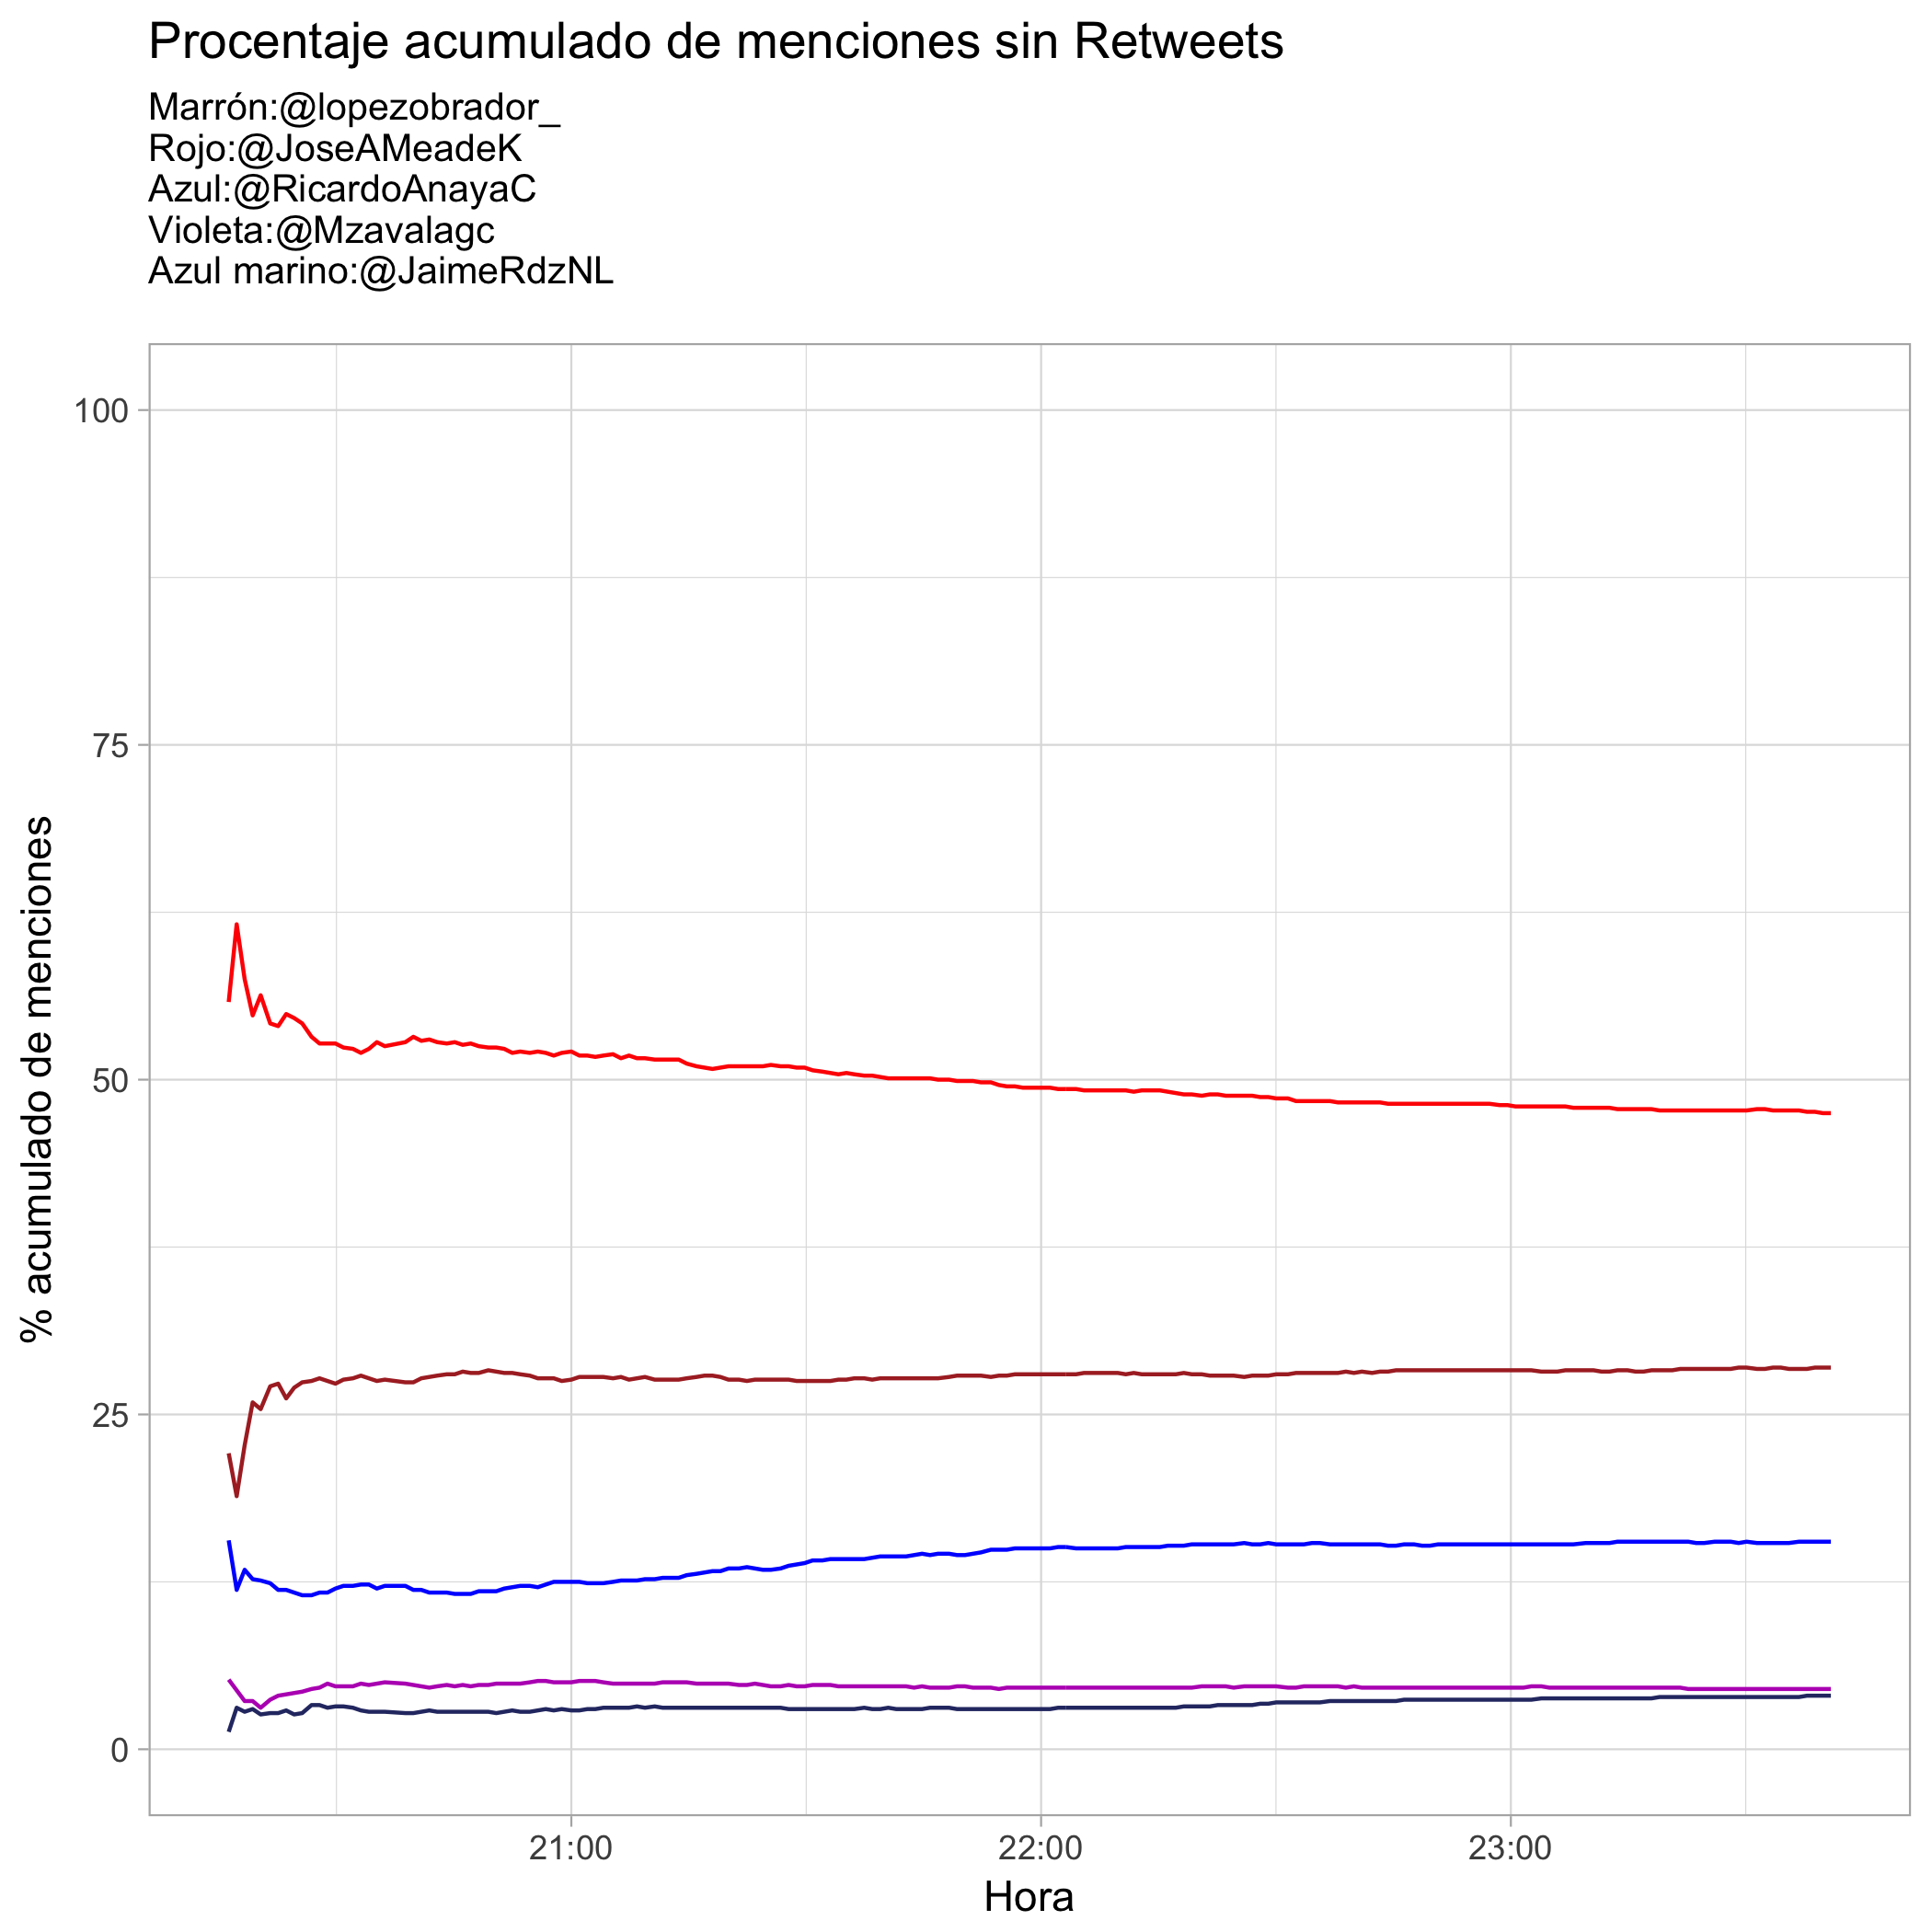 Procentaje acumulado de menciones sin Retweets
Marrón:@lopezobrador_
Rojo:@JoseAMeadeK
Azul:@RicardoAnayaC
Violeta:@Mzavalagc
Azul marino:@JaimeRdzNL
% acumulado de menciones
100
75
50
25
0
21:00
22:00
23:00
Hora